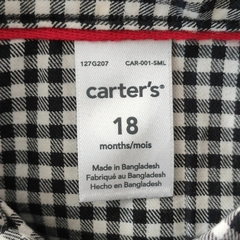 127G207 CAR-001-SML
carter's®
18
months/mois
Made in Bangladesh
Fabriqué au Bangladesh
Hecho en Bangladesh